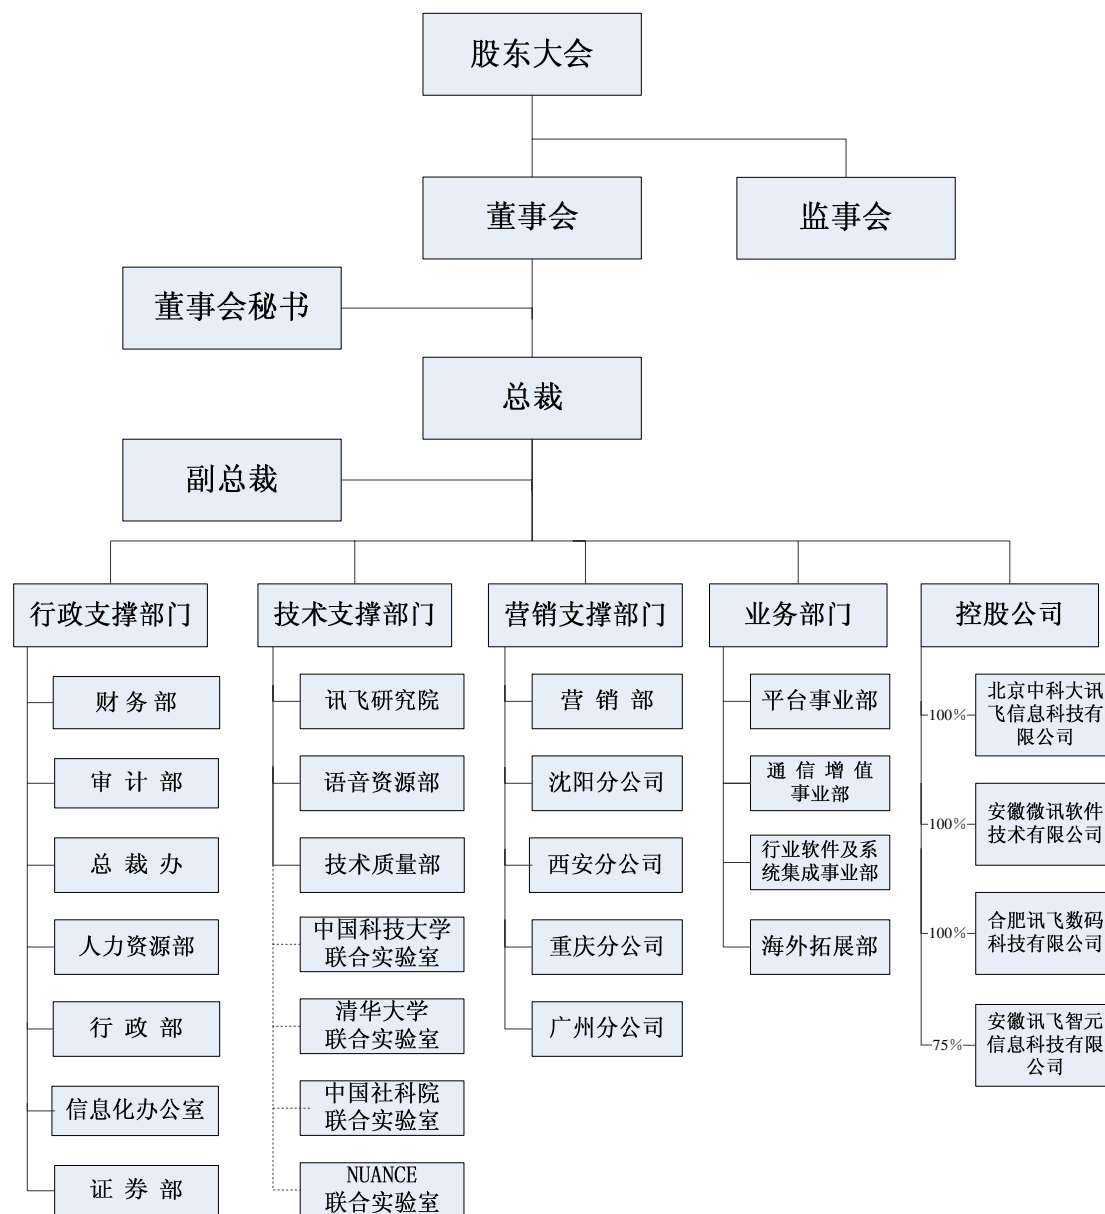 股东大会
董事会
监事会
董事会秘书
总裁
副总裁
行政支撑部门
技术支撑部门
营销支撑部门
业务部门
控股公司
财务部
审计部
总裁办
人力资源部
行政部
信息化办公室
证券部
讯飞研究院
语音资源部
技术质量部
中国科技大学
联合实验室
清华大学
联合实验室
中国社科院
联合实验室
NUANCE
联合实验室
营销部
沈阳分公司
西安分公司
重庆分公司
广州分公司
平台事业部
通信增值
事业部
行业软件及系
统集成事业部
海外拓展部
100%
北京中科大讯
飞信息科技有
限公司
100%
安徽微讯软件
技术有限公司
100%
合肥讯飞数码
科技有限公司
75%
安徽讯飞智元
信息科技有限
公司